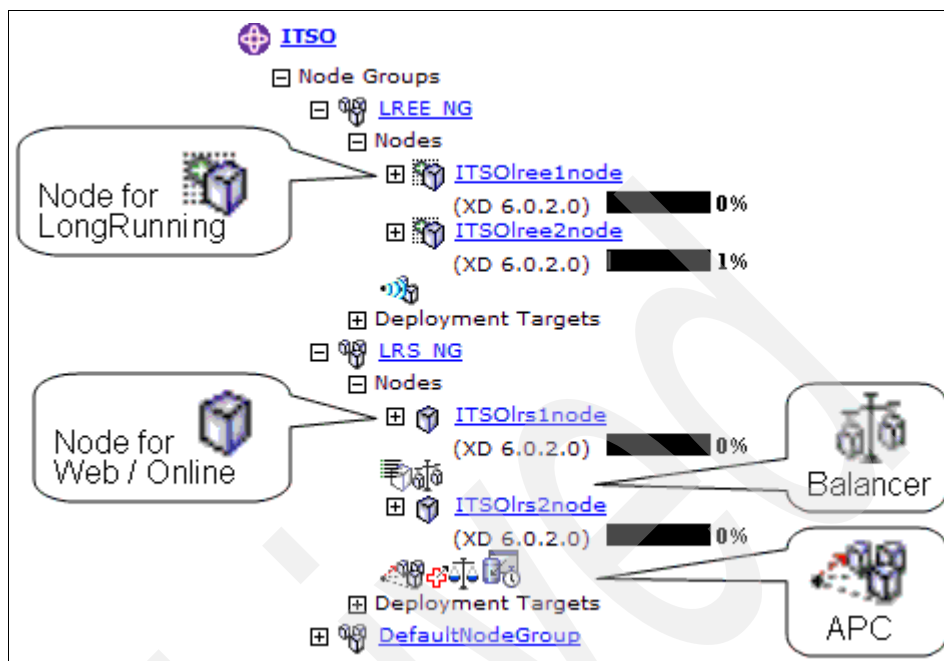 ITSO
Node Groups
LREE_NG
Nodes
ITSOlree1node
(XD 6.0.2.0) 0%
ITSOlree2node
(XD 6.0.2.0) 1%
Deployment Targets
LRS_NG
Nodes
ITSOlrs1node
(XD 6.0.2.0) 0%
ITSOlrs2node
(XD 6.0.2.0) 0%
Deployment Targets
DefaultNodeGroup
Node for
LongRunning
Node for
Web / Online
Balancer
APC